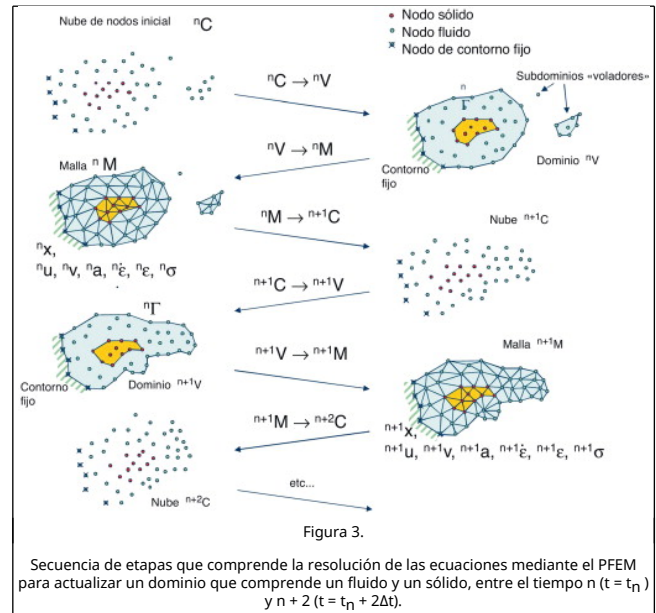 Nube de nodos inicial ⁿC
Nodo sólido
Nodo fluido
Nodo de contorno fijo
ⁿC → ⁿV
Subdominios «voladores»
ⁿΓ
Contorno
fijo
Dominio ⁿV
ⁿV → ⁿM
Malla ⁿM
ⁿx,
ⁿu, ⁿv, ⁿa, ⁿε̇, ⁿε, ⁿσ
ⁿM → ⁿ⁺¹C
Nube ⁿ⁺¹C
ⁿ⁺¹C → ⁿ⁺¹V
ⁿΓ
Contorno
fijo
Dominio ⁿ⁺¹V
ⁿ⁺¹V → ⁿ⁺¹M
Malla ⁿ⁺¹M
ⁿ⁺¹x,
ⁿ⁺¹u, ⁿ⁺¹v, ⁿ⁺¹a, ⁿ⁺¹ε̇, ⁿ⁺¹ε, ⁿ⁺¹σ
ⁿ⁺¹M → ⁿ⁺²C
Nube ⁿ⁺²C
etc...
Figura 3.
Secuencia de etapas que comprende la resolución de las ecuaciones mediante el PFEM
para actualizar un dominio que comprende un fluido y un sólido, entre el tiempo n (t = tₙ )
y n + 2 (t = tₙ + 2Δt).